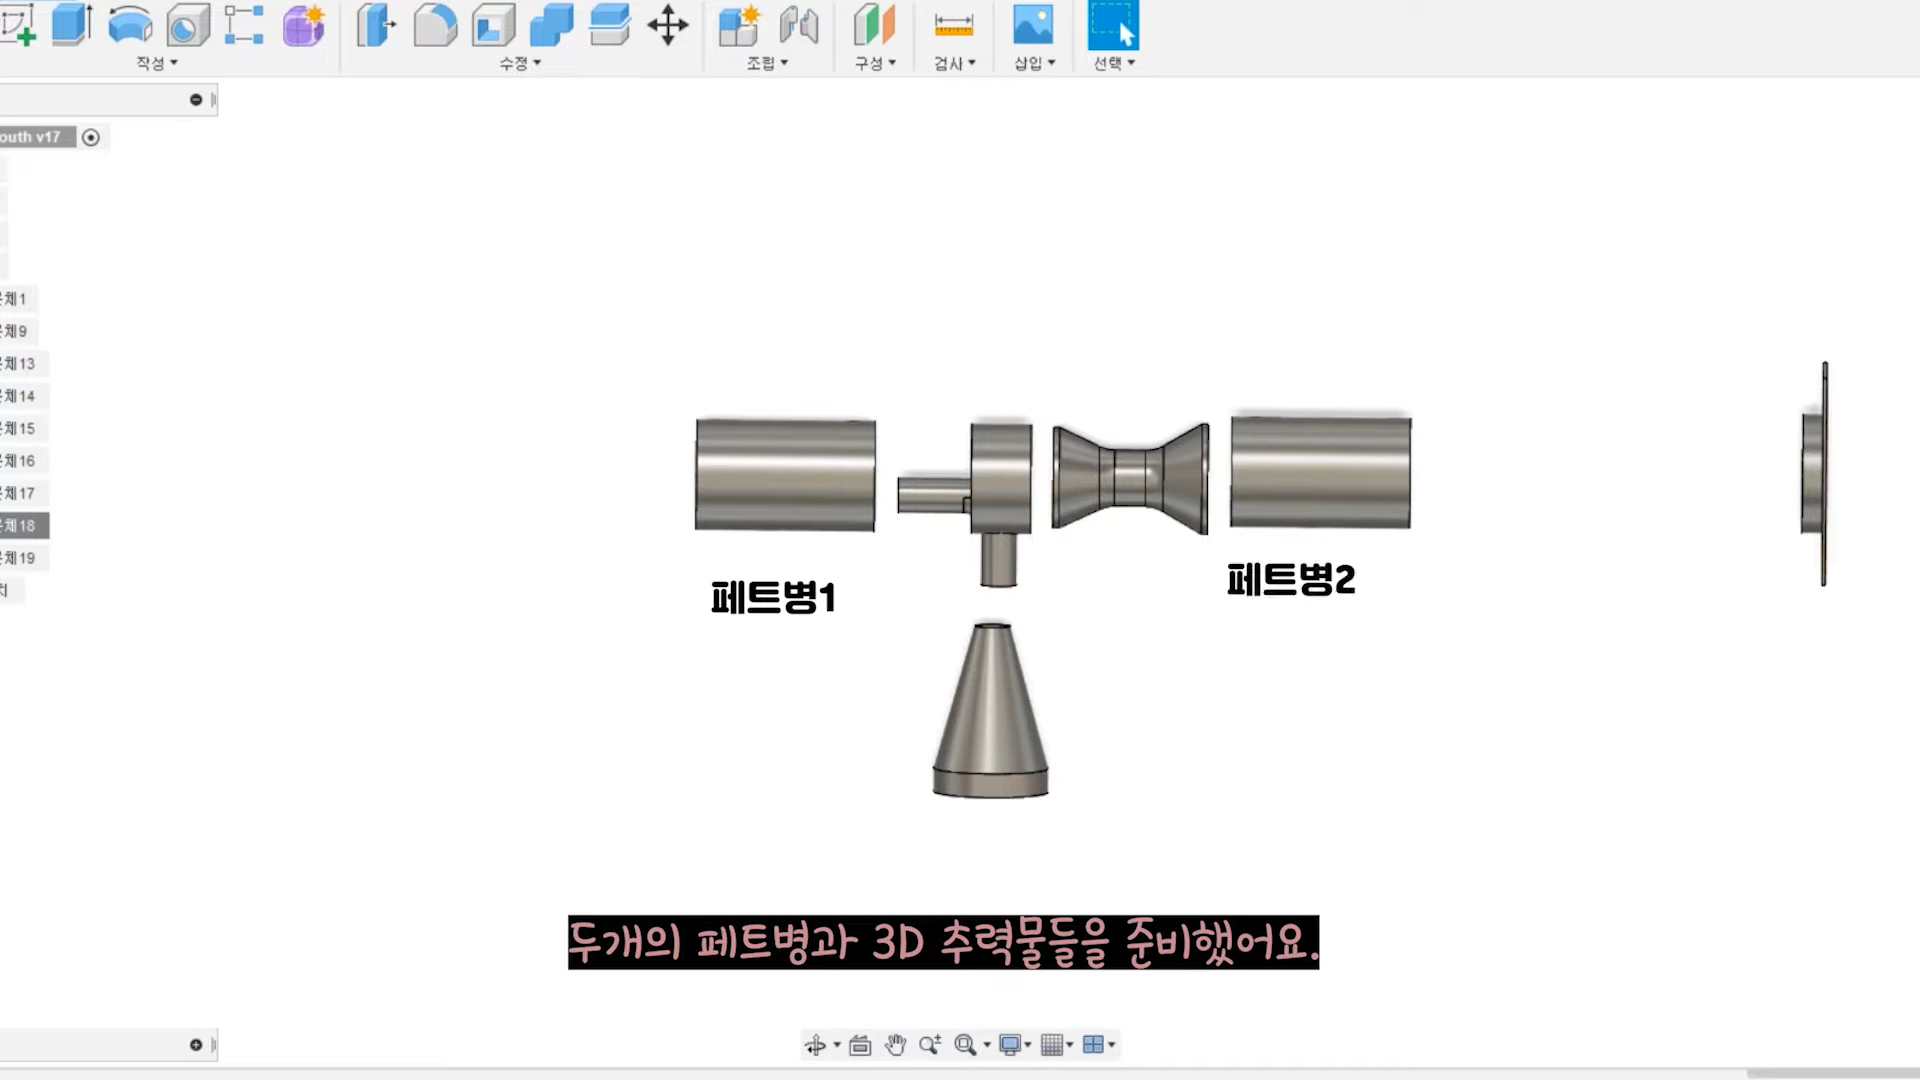 작성 수정 조립 구성 검사 삽입 선택
outh v17
체1
체9
체13
체14
체15
체16
체17
체18
체19
페트병1
페트병2
두개의 페트병과 3D 추력물들을 준비했어요.